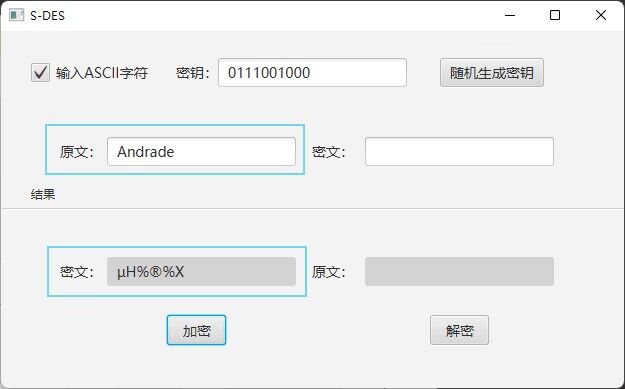 S-DES
输入ASCII字符 密钥： 0111001000 随机生成密钥
原文： Andrade 密文：
结果
密文： µH%®%X 原文：
加密 解密